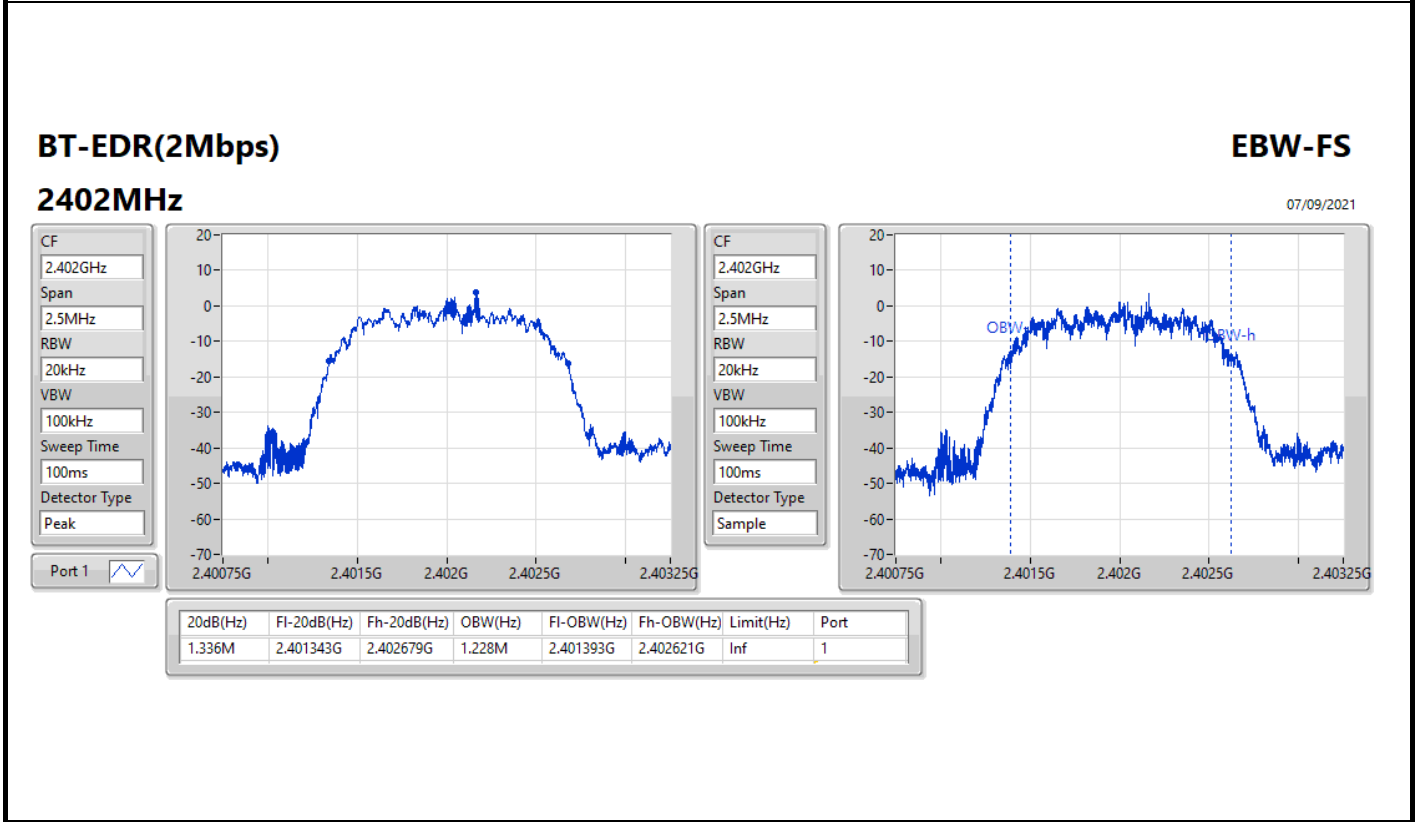 BT-EDR(2Mbps)
EBW-FS
2402MHz
07/09/2021
CF
2.402GHz
Span
2.5MHz
RBW
20kHz
VBW
100kHz
Sweep Time
100ms
Detector Type
Peak
Port 1
20
10
0
-10
-20
-30
-40
-50
-60
-70
2.40075G 2.4015G 2.402G 2.4025G 2.40325G
CF
2.402GHz
Span
2.5MHz
RBW
20kHz
VBW
100kHz
Sweep Time
100ms
Detector Type
Sample
20
10
0
-10
-20
-30
-40
-50
-60
-70
OBW
BW-h
2.40075G 2.4015G 2.402G 2.4025G 2.40325G
20dB(Hz) Fl-20dB(Hz) Fh-20dB(Hz) OBW(Hz) Fl-OBW(Hz) Fh-OBW(Hz) Limit(Hz) Port
1.336M 2.401343G 2.402679G 1.228M 2.401393G 2.402621G Inf 1